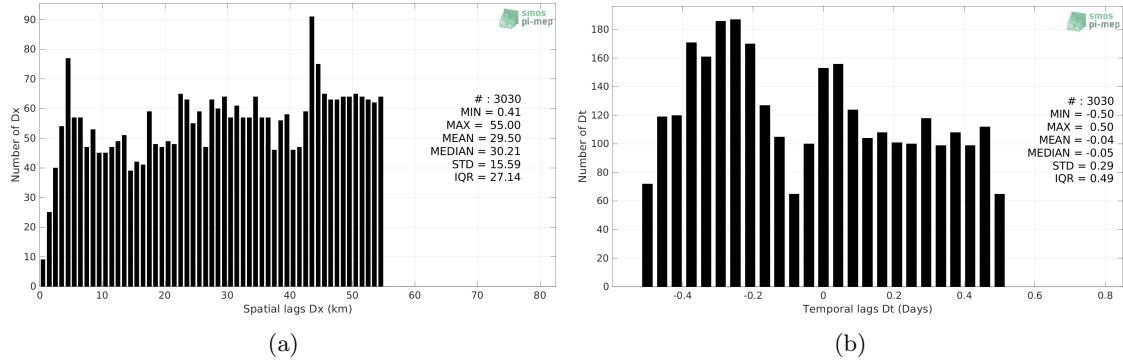 smos
pi-mep
90
80
70
60
50
40
30
20
10
0
Number of Dx
# : 3030
MIN = 0.41
MAX = 55.00
MEAN = 29.50
MEDIAN = 30.21
STD = 15.59
IQR = 27.14
0 10 20 30 40 50 60 70 80
Spatial lags Dx (km)
(a)
smos
pi-mep
180
160
140
120
100
80
60
40
20
0
Number of Dt
# : 3030
MIN = -0.50
MAX = 0.50
MEAN = -0.04
MEDIAN = -0.05
STD = 0.29
IQR = 0.49
-0.4 -0.2 0 0.2 0.4 0.6 0.8
Temporal lags Dt (Days)
(b)